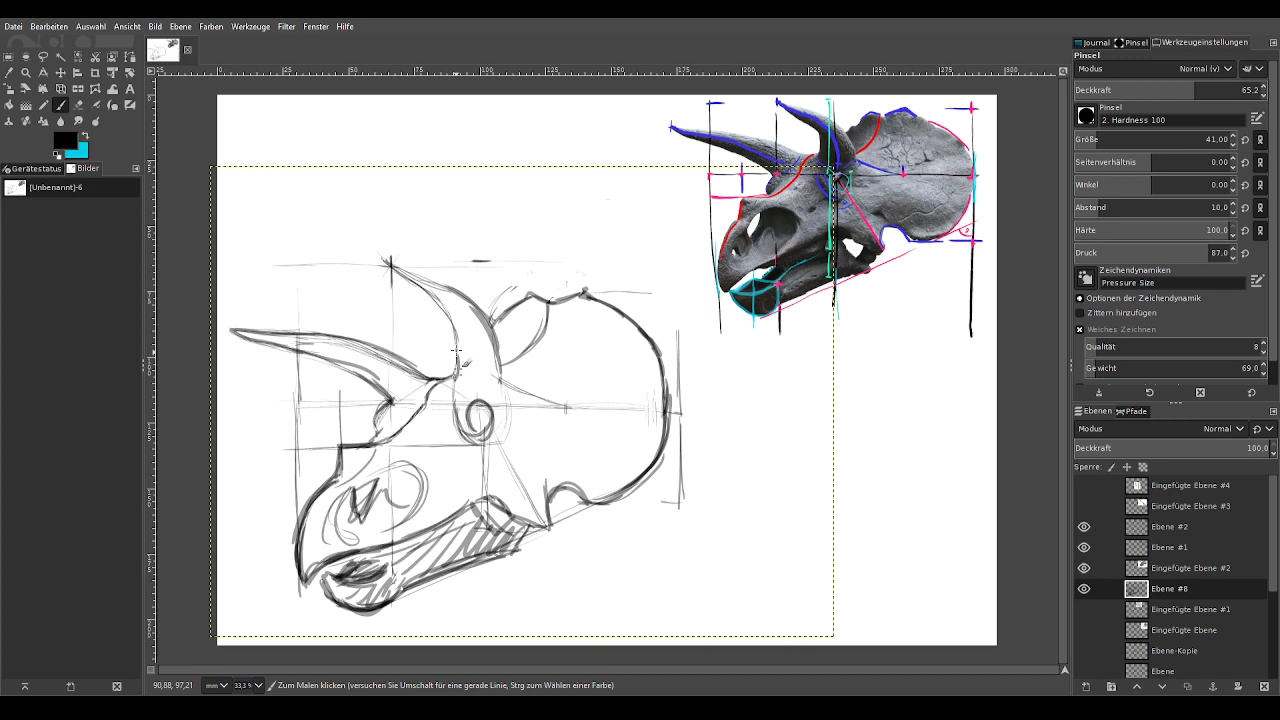 Datei Bearbeiten Auswahl Ansicht Bild Ebene Farben Werkzeuge Filter Fenster Hilfe
Journal Pinsel Werkzeugeinstellungen
Pinsel
Modus Normal (v)
Deckkraft 65,2
Pinsel
2. Hardness 100
Größe 41,00
Seitenverhältnis 0,00
Winkel 0,00
Abstand 10,0
Härte 100,0
Druck 87,0
Zeichendynamiken
Pressure Size
Optionen der Zeichendynamik
Zittern hinzufügen
Weiches Zeichnen
Qualität 8
Gewicht 69,0
Gerätestatus Bilder
[Unbenannt]-6
Ebenen Pfade
Modus Normal
Deckkraft 100,0
Sperre:
Eingefügte Ebene #4
Eingefügte Ebene #3
Ebene #2
Ebene #1
Eingefügte Ebene #2
Ebene #8
Eingefügte Ebene #1
Eingefügte Ebene
Ebene-Kopie
Ebene
90,88, 97,21 mm 33,3 % Zum Malen klicken (versuchen Sie Umschalt für eine gerade Linie, Strg zum Wählen einer Farbe)